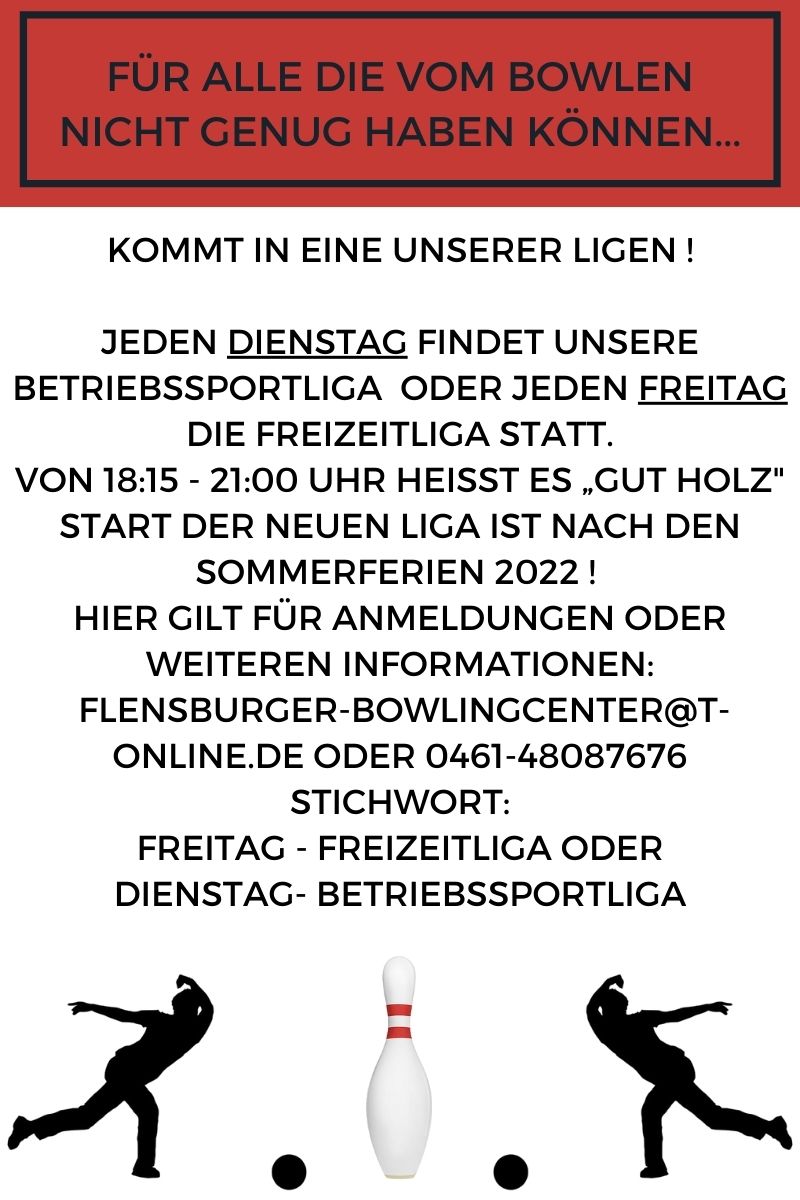 FÜR ALLE DIE VOM BOWLEN
NICHT GENUG HABEN KÖNNEN...
KOMMT IN EINE UNSERER LIGEN !
JEDEN DIENSTAG FINDET UNSERE
BETRIEBSSPORTLIGA ODER JEDEN FREITAG
DIE FREIZEITLIGA STATT.
VON 18:15 - 21:00 UHR HEISST ES „GUT HOLZ"
START DER NEUEN LIGA IST NACH DEN
SOMMERFERIEN 2022 !
HIER GILT FÜR ANMELDUNGEN ODER
WEITEREN INFORMATIONEN:
FLENSBURGER-BOWLINGCENTER@T-
ONLINE.DE ODER 0461-48087676
STICHWORT:
FREITAG - FREIZEITLIGA ODER
DIENSTAG- BETRIEBSSPORTLIGA